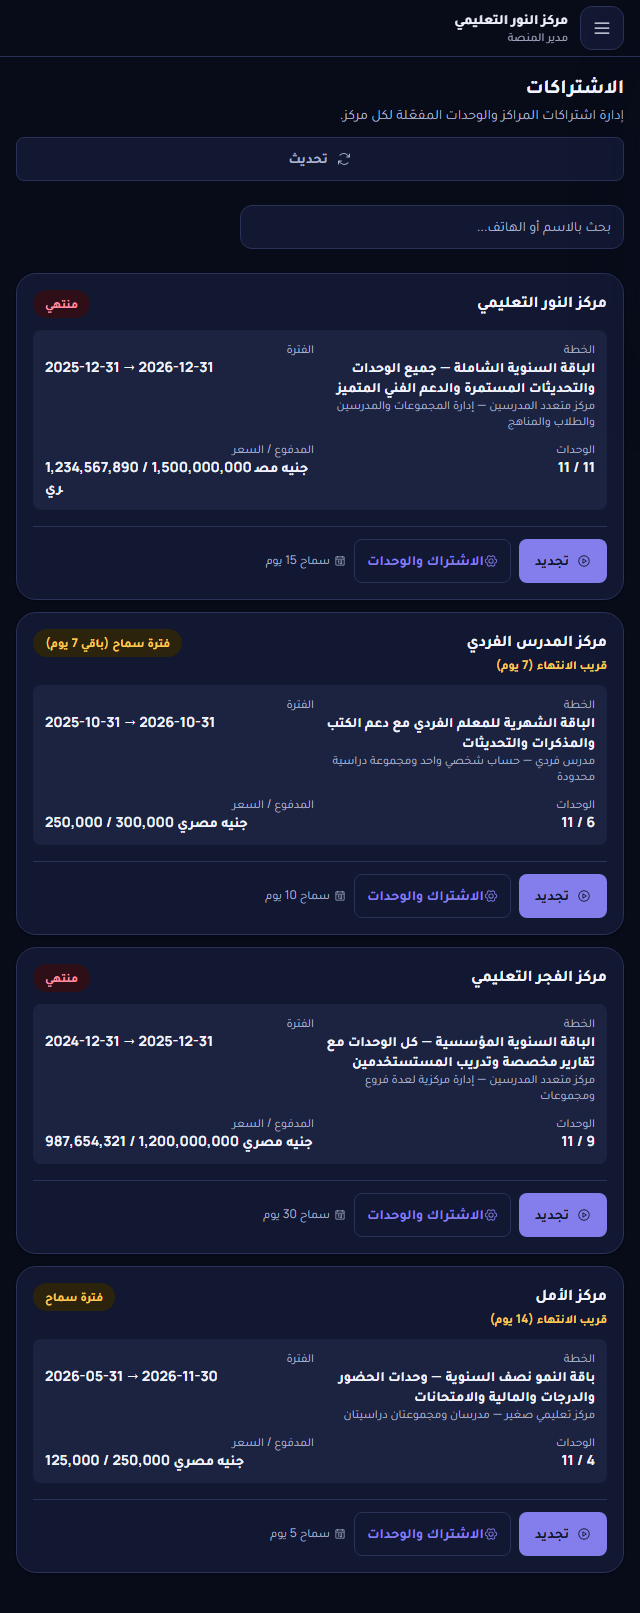 مركز النور التعليمي
مدير المنصة
الاشتراكات
إدارة اشتراكات المراكز والوحدات المفعّلة لكل مركز.
تحديث
بحث بالاسم أو الهاتف...
مركز النور التعليمي
منتهي
الخطة
الباقة السنوية الشاملة — جميع الوحدات
والتحديثات المستمرة والدعم الفني المتميز
مركز متعدد المدرسين — إدارة المجموعات والمدرسين
والطلاب والمناهج
الفترة
2025-12-31 → 2026-12-31
الوحدات
11 / 11
المدفوع / السعر
1,234,567,890 / 1,500,000,000 جنيه مصـ
ـري
تجديد
الاشتراك والوحدات
سماح 15 يوم
مركز المدرس الفردي
فترة سماح (باقي 7 يوم)
قريب الانتهاء (7 يوم)
الخطة
الباقة الشهرية للمعلم الفردي مع دعم الكتب
والمذكرات والتحديثات
مدرس فردي — حساب شخصي واحد ومجموعة دراسية
محدودة
الفترة
2025-10-31 → 2026-10-31
الوحدات
11 / 6
المدفوع / السعر
250,000 / 300,000 جنيه مصري
تجديد
الاشتراك والوحدات
سماح 10 يوم
مركز الفجر التعليمي
منتهي
الخطة
الباقة السنوية المؤسسية — كل الوحدات مع
تقارير مخصصة وتدريب المستستخدمين
مركز متعدد المدرسين — إدارة مركزية لعدة فروع
ومجموعات
الفترة
2024-12-31 → 2025-12-31
الوحدات
11 / 9
المدفوع / السعر
987,654,321 / 1,200,000,000 جنيه مصري
تجديد
الاشتراك والوحدات
سماح 30 يوم
مركز الأمل
فترة سماح
قريب الانتهاء (14 يوم)
الخطة
باقة النمو نصف السنوية — وحدات الحضور
والدرجات والمالية والامتحانات
مركز تعليمي صغير — مدرسان ومجموعتان دراسيتان
الفترة
2026-05-31 → 2026-11-30
الوحدات
11 / 4
المدفوع / السعر
125,000 / 250,000 جنيه مصري
تجديد
الاشتراك والوحدات
سماح 5 يوم